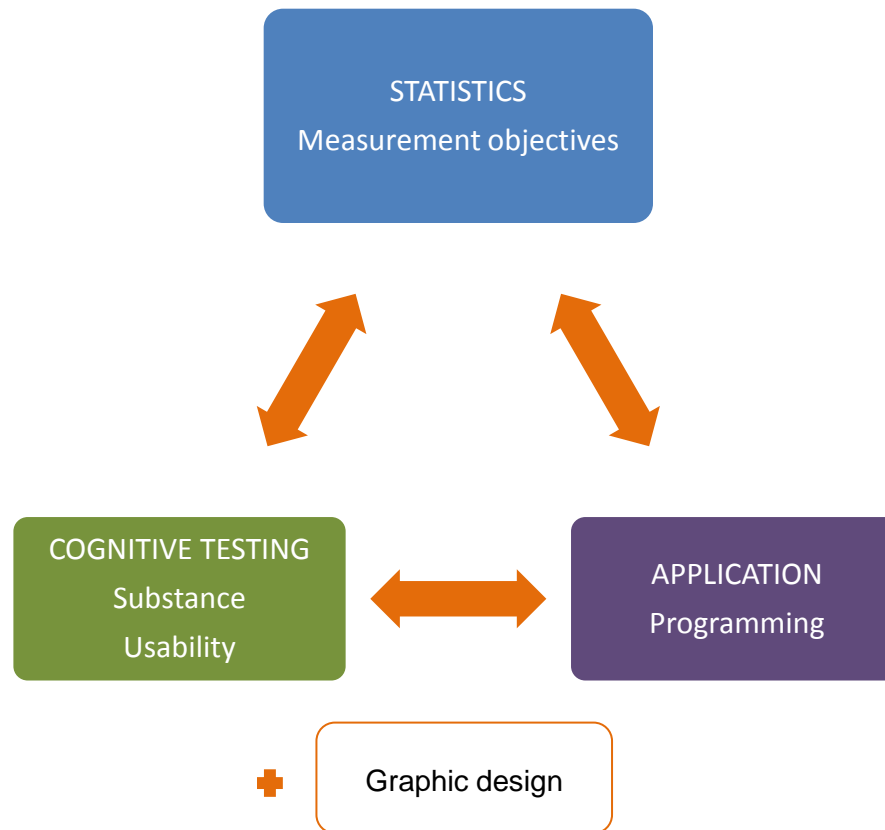 STATISTICS
Measurement objectives
COGNITIVE TESTING
Substance
Usability
APPLICATION
Programming
Graphic design